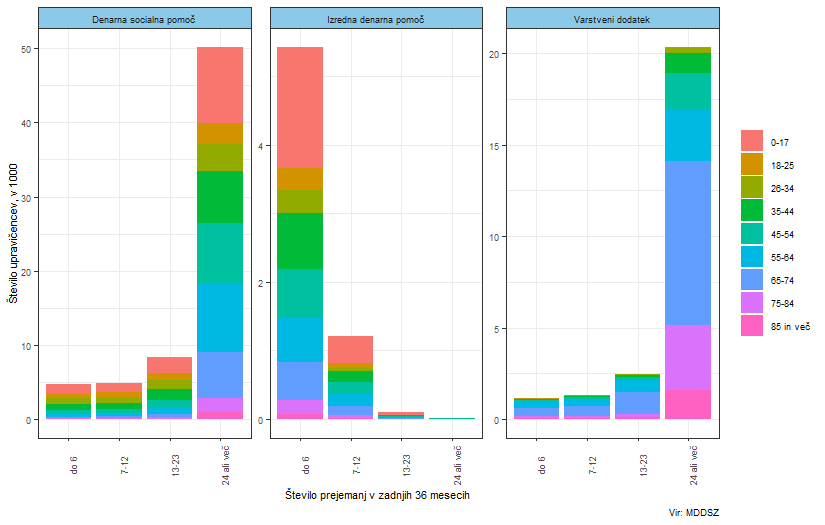 Denarna socialna pomoč
Izredna denarna pomoč
Varstveni dodatek
Število upravičencev, v 1000
50
40
30
20
10
0
4
2
0
20
15
10
5
0
do 6
7-12
13-23
24 ali več
do 6
7-12
13-23
24 ali več
do 6
7-12
13-23
24 ali več
Število prejemanj v zadnjih 36 mesecih
0-17
18-25
26-34
35-44
45-54
55-64
65-74
75-84
85 in več
Vir: MDDSZ